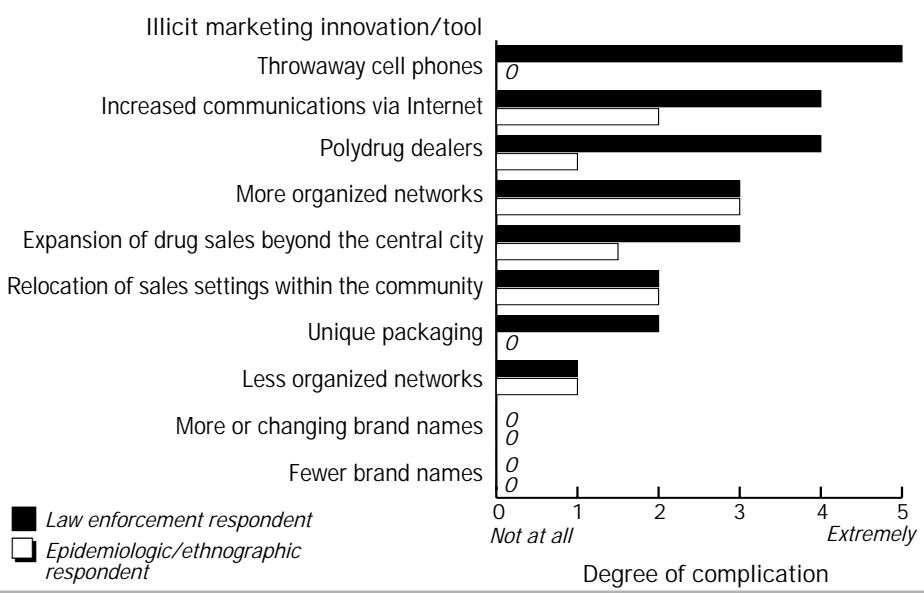 Illicit marketing innovation/tool
Throwaway cell phones
0
Increased communications via Internet
Polydrug dealers
More organized networks
Expansion of drug sales beyond the central city
Relocation of sales settings within the community
Unique packaging
0
Less organized networks
More or changing brand names
0
0
Fewer brand names
0
0
0 1 2 3 4 5
Not at all Extremely
Degree of complication
Law enforcement respondent
Epidemiologic/ethnographic
respondent